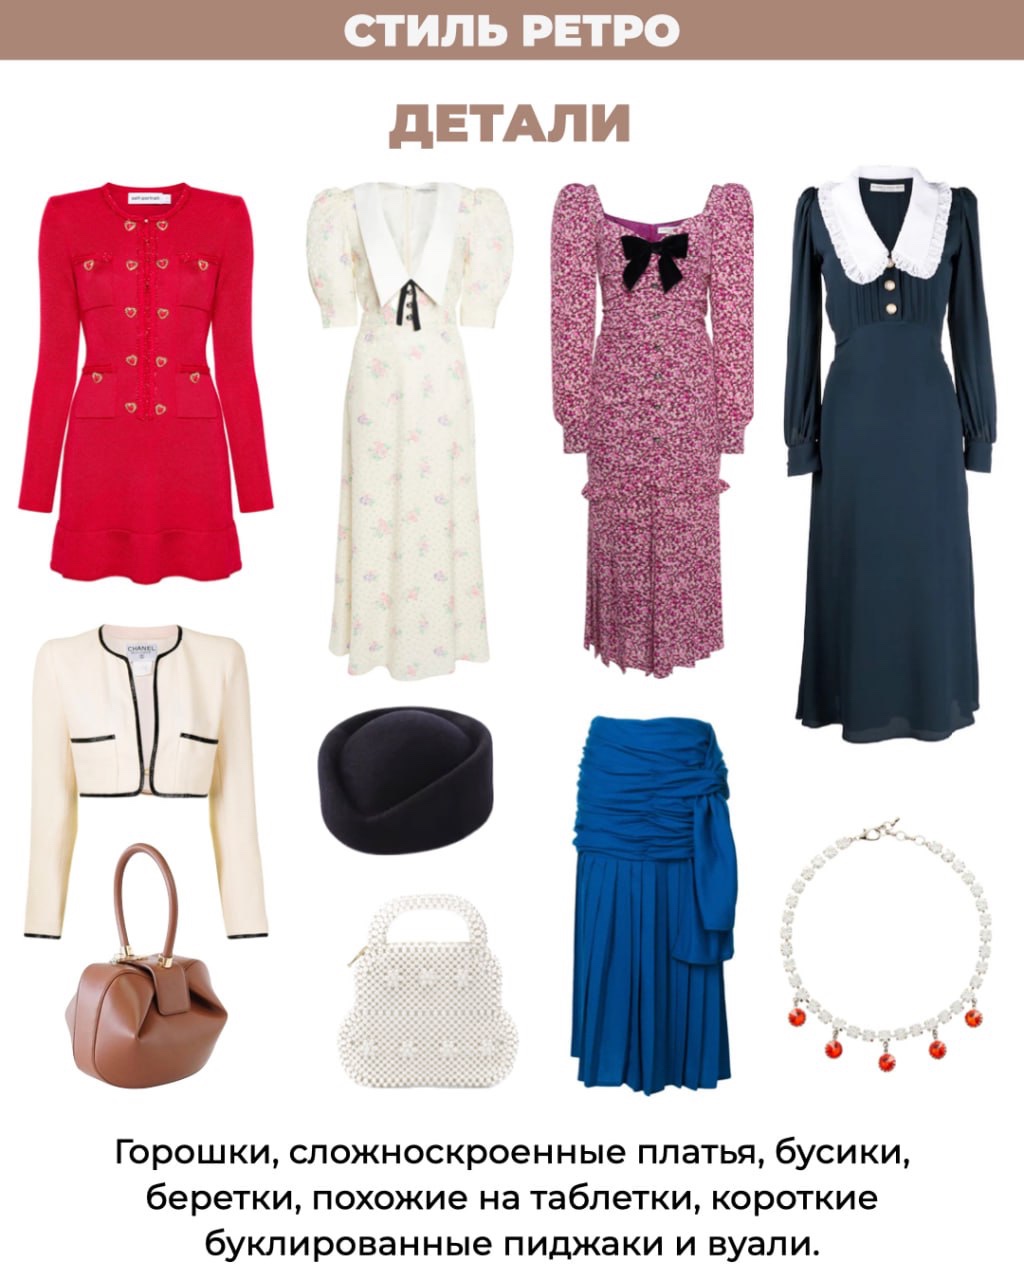 СТИЛЬ РЕТРО
ДЕТАЛИ
self-portrait
CHANEL
Горошки, сложноскроенные платья, бусики,
беретки, похожие на таблетки, короткие
буклированные пиджаки и вуали.